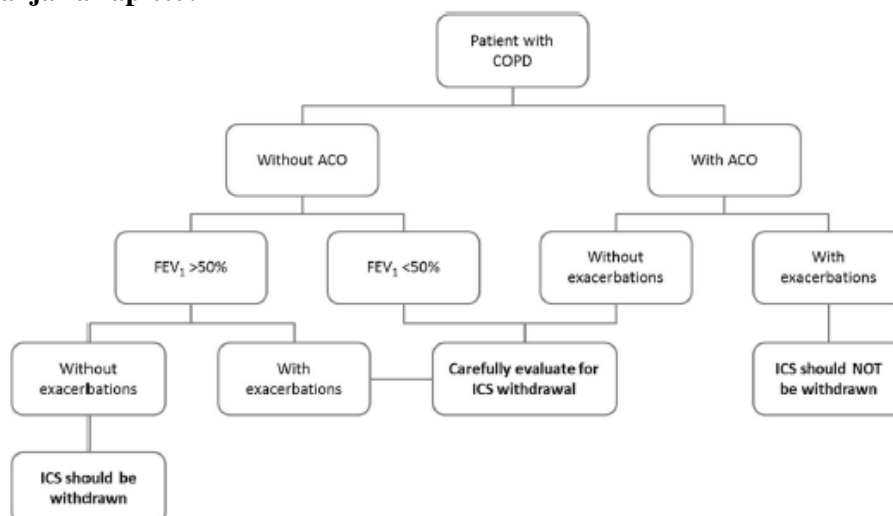 Patient with
COPD
Without ACO
With ACO
FEV₁ >50%
FEV₁ <50%
Without
exacerbations
With
exacerbations
Without
exacerbations
With
exacerbations
Carefully evaluate for
ICS withdrawal
ICS should NOT
be withdrawn
ICS should be
withdrawn